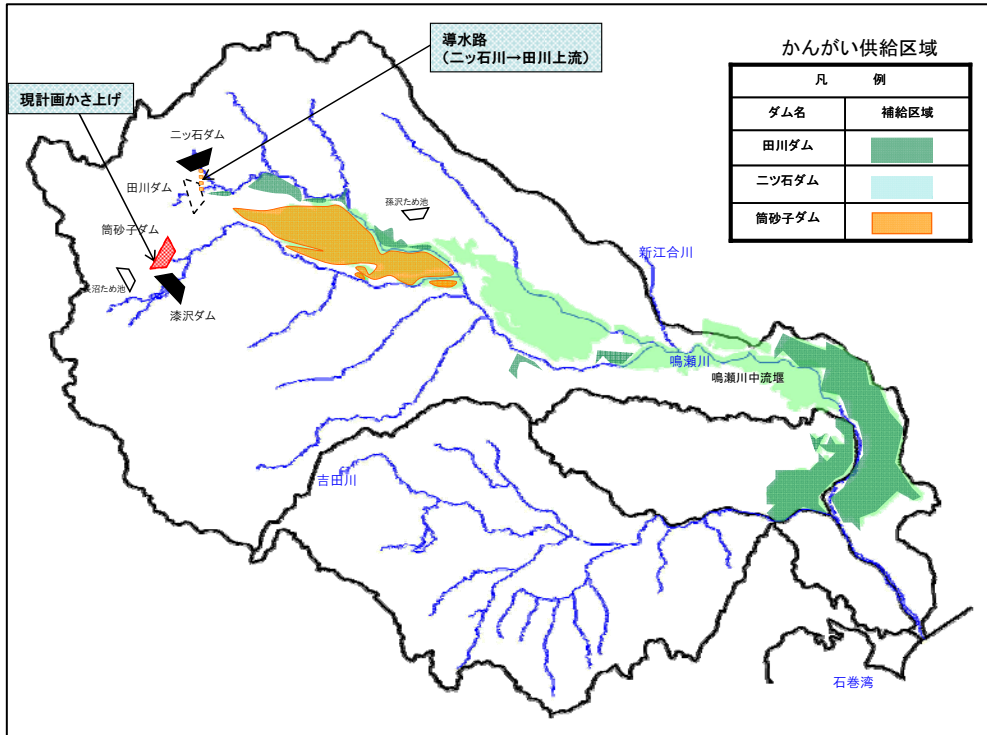 導水路
（二ッ石川→田川上流）
現計画かさ上げ
かんがい供給区域
凡 例
ダム名 補給区域
田川ダム
二ツ石ダム
筒砂子ダム
二ッ石ダム
田川ダム
孫沢ため池
筒砂子ダム
沼ため池
漆沢ダム
新江合川
鳴瀬川
鳴瀬川中流堰
吉田川
石巻湾